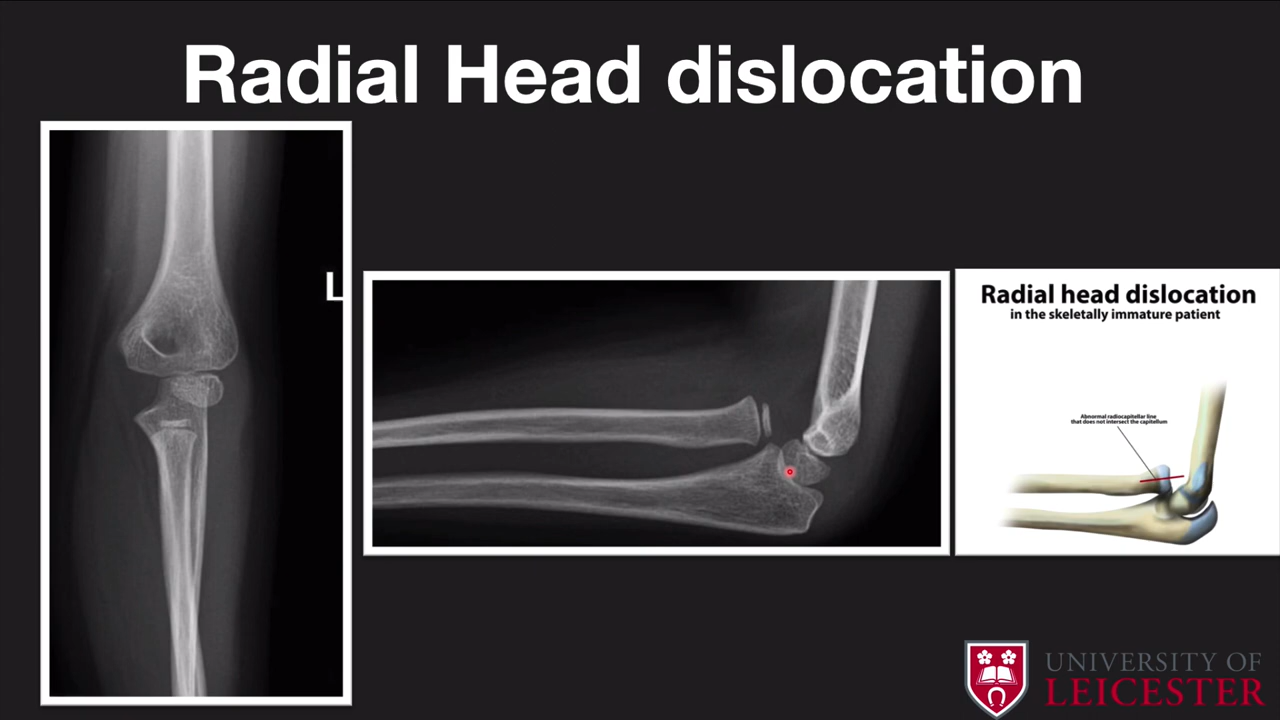 Radial Head dislocation
L
Radial head dislocation
in the skeletally immature patient
Abnormal radiocapitellar line
that does not intersect the capitellum
UNIVERSITY OF
LEICESTER